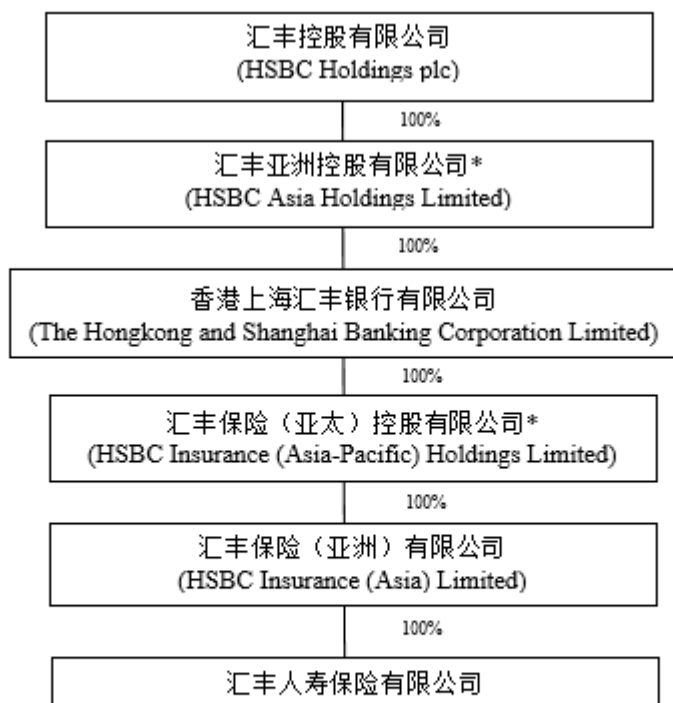 汇丰控股有限公司
(HSBC Holdings plc)
100%
汇丰亚洲控股有限公司*
(HSBC Asia Holdings Limited)
100%
香港上海汇丰银行有限公司
(The Hongkong and Shanghai Banking Corporation Limited)
100%
汇丰保险（亚太）控股有限公司*
(HSBC Insurance (Asia-Pacific) Holdings Limited)
100%
汇丰保险（亚洲）有限公司
(HSBC Insurance (Asia) Limited)
100%
汇丰人寿保险有限公司